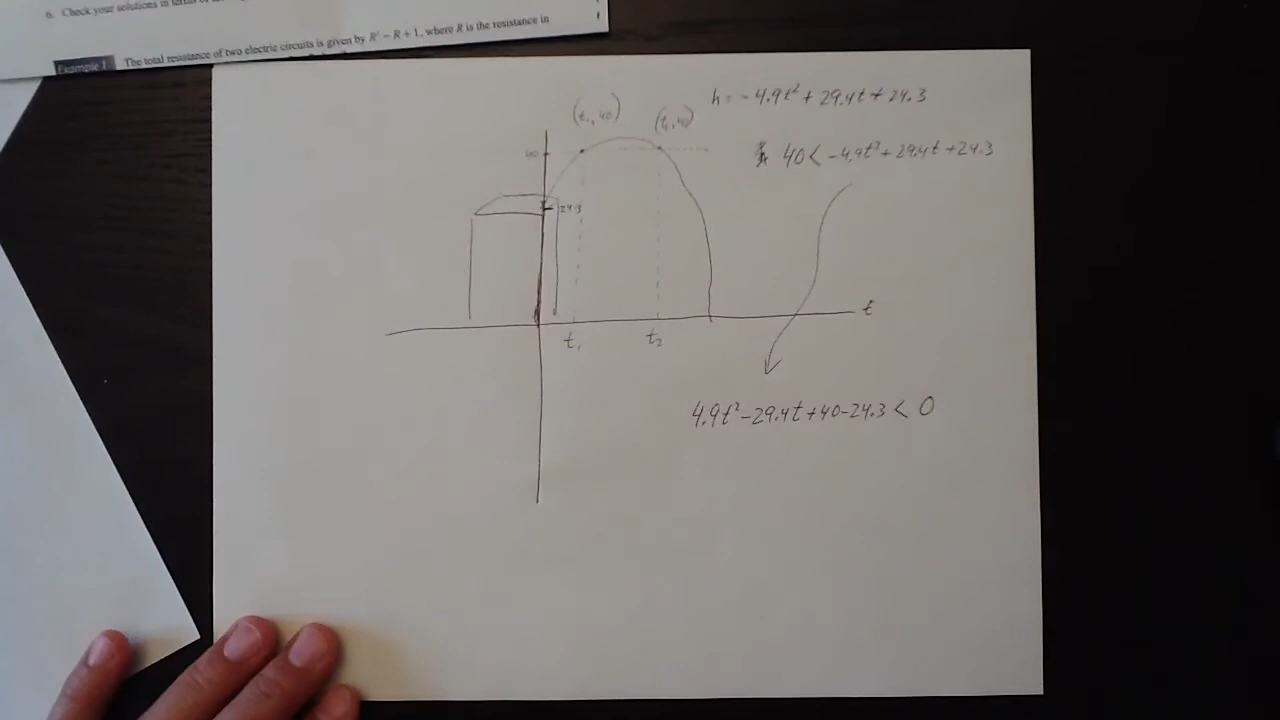 6. Check your solutions in terms of
Example 1 The total resistance of two electric circuits is given by R² − R + 1, where R is the resistance in
(t₁, 40)
(t₂, 40)
h = -4.9t² + 29.4t + 24.3
40
40 < -4.9t² + 29.4t + 24.3
24.3
t
t₁
t₂
4.9t² - 29.4t + 40 - 24.3 < 0